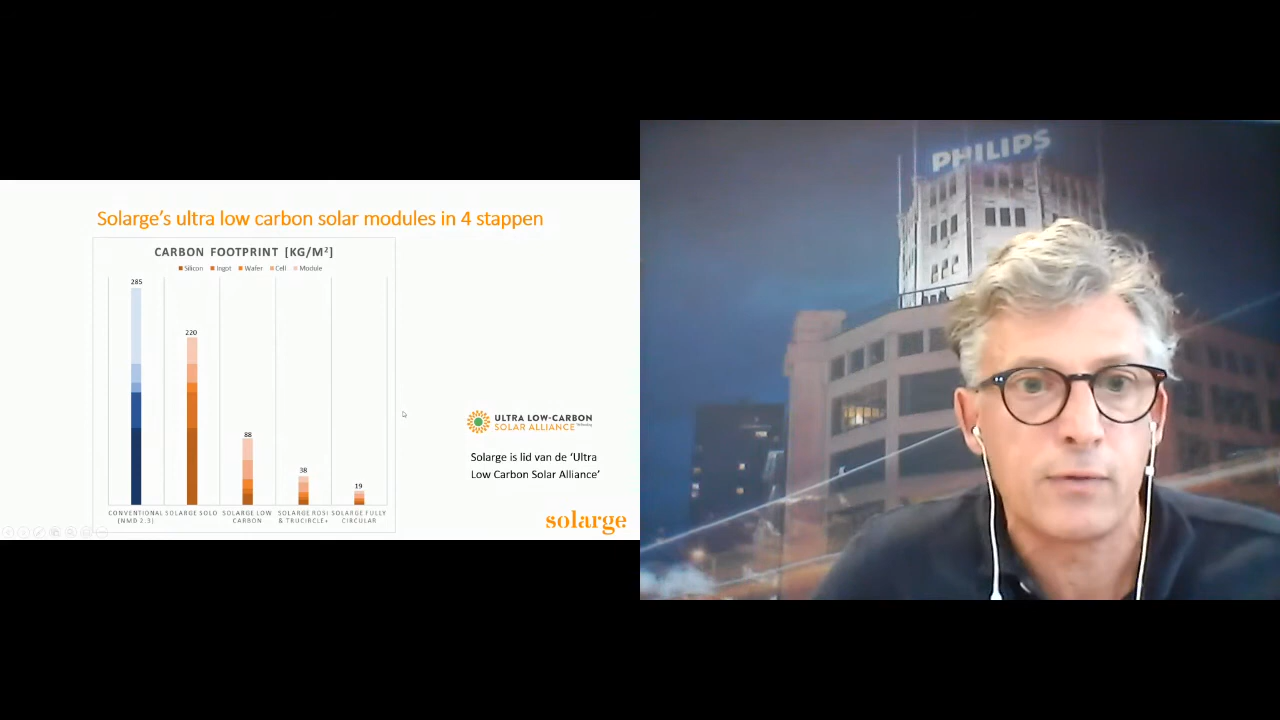 Solarge's ultra low carbon solar modules in 4 stappen
CARBON FOOTPRINT [KG/M²]
Silicon Ingot Wafer Cell Module
285
220
88
38
19
CONVENTIONAL (NMD 2.3)
SOLARGE SOLO
SOLARGE LOW CARBON
SOLARGE ROSI & TRUCIRCLE+
SOLARGE FULLY CIRCULAR
ULTRA LOW-CARBON
SOLAR ALLIANCE
Solarge is lid van de 'Ultra
Low Carbon Solar Alliance'
solarge
PHILIPS